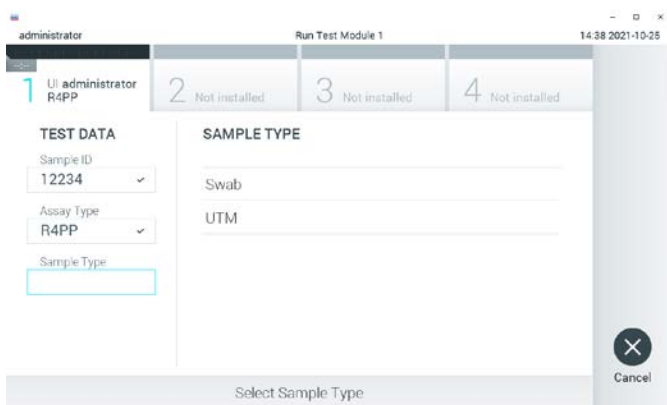 administrator Run Test Module 1 14:38 2021-10-25
1 UI administrator
R4PP
2 Not installed
3 Not installed
4 Not installed
TEST DATA
Sample ID
12234
Assay Type
R4PP
Sample Type
SAMPLE TYPE
Swab
UTM
Cancel
Select Sample Type